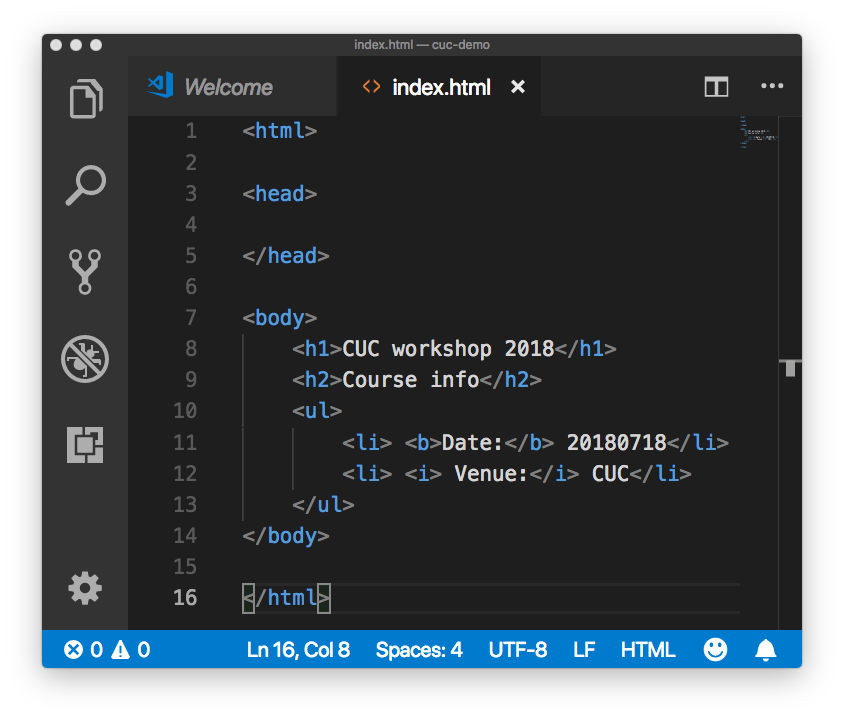 index.html — cuc-demo
Welcome <> index.html ×
1 <html>
2
3 <head>
4
5 </head>
6
7 <body>
8 <h1>CUC workshop 2018</h1>
9 <h2>Course info</h2>
10 <ul>
11 <li> <b>Date:</b> 20180718</li>
12 <li> <i> Venue:</i> CUC</li>
13 </ul>
14 </body>
15
16 </html>
0 0 Ln 16, Col 8 Spaces: 4 UTF-8 LF HTML